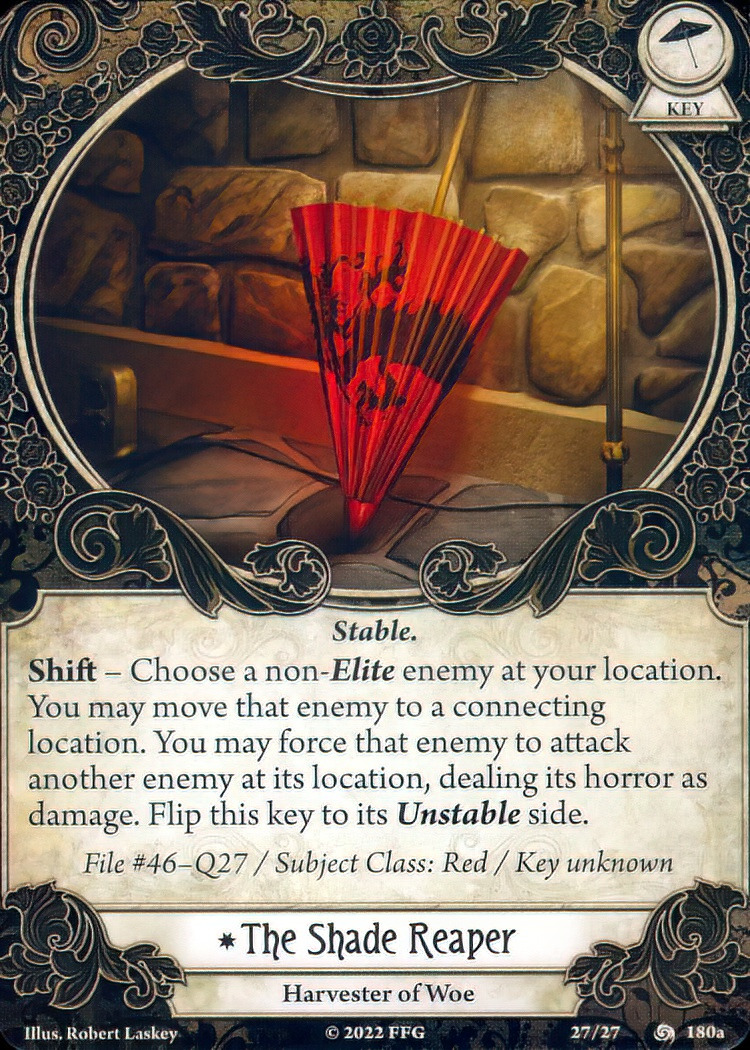 KEY
Stable.
Shift – Choose a non-Elite enemy at your location.
You may move that enemy to a connecting
location. You may force that enemy to attack
another enemy at its location, dealing its horror as
damage. Flip this key to its Unstable side.
File #46–Q27 / Subject Class: Red / Key unknown
✷The Shade Reaper
Harvester of Woe
Illus. Robert Laskey
© 2022 FFG
27/27
180a